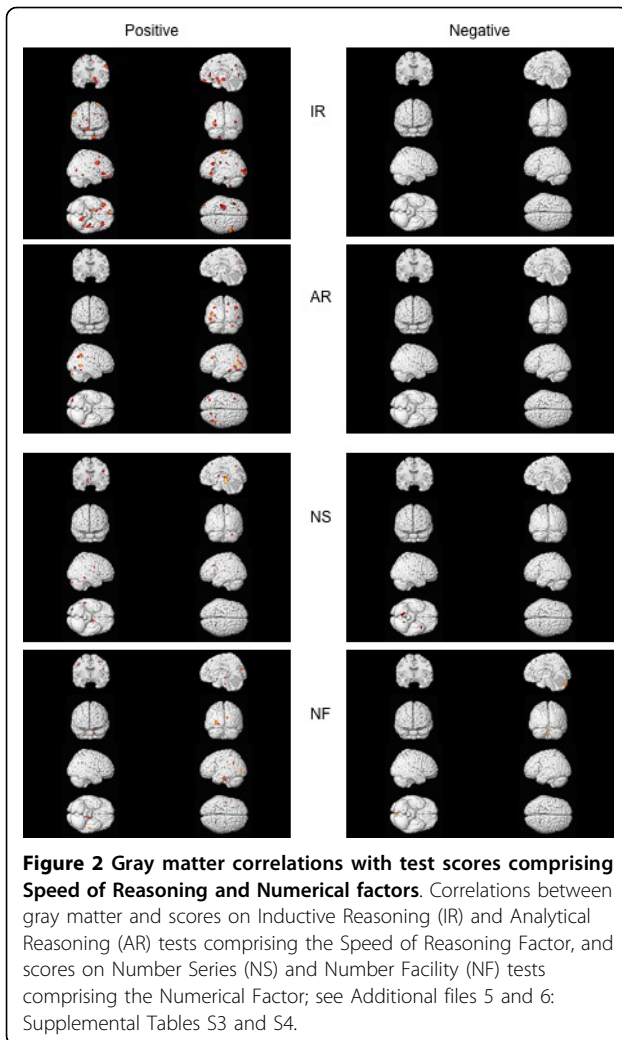 Positive
Negative
IR
AR
NS
NF
Figure 2 Gray matter correlations with test scores comprising
Speed of Reasoning and Numerical factors. Correlations between
gray matter and scores on Inductive Reasoning (IR) and Analytical
Reasoning (AR) tests comprising the Speed of Reasoning Factor, and
scores on Number Series (NS) and Number Facility (NF) tests
comprising the Numerical Factor; see Additional files 5 and 6:
Supplemental Tables S3 and S4.